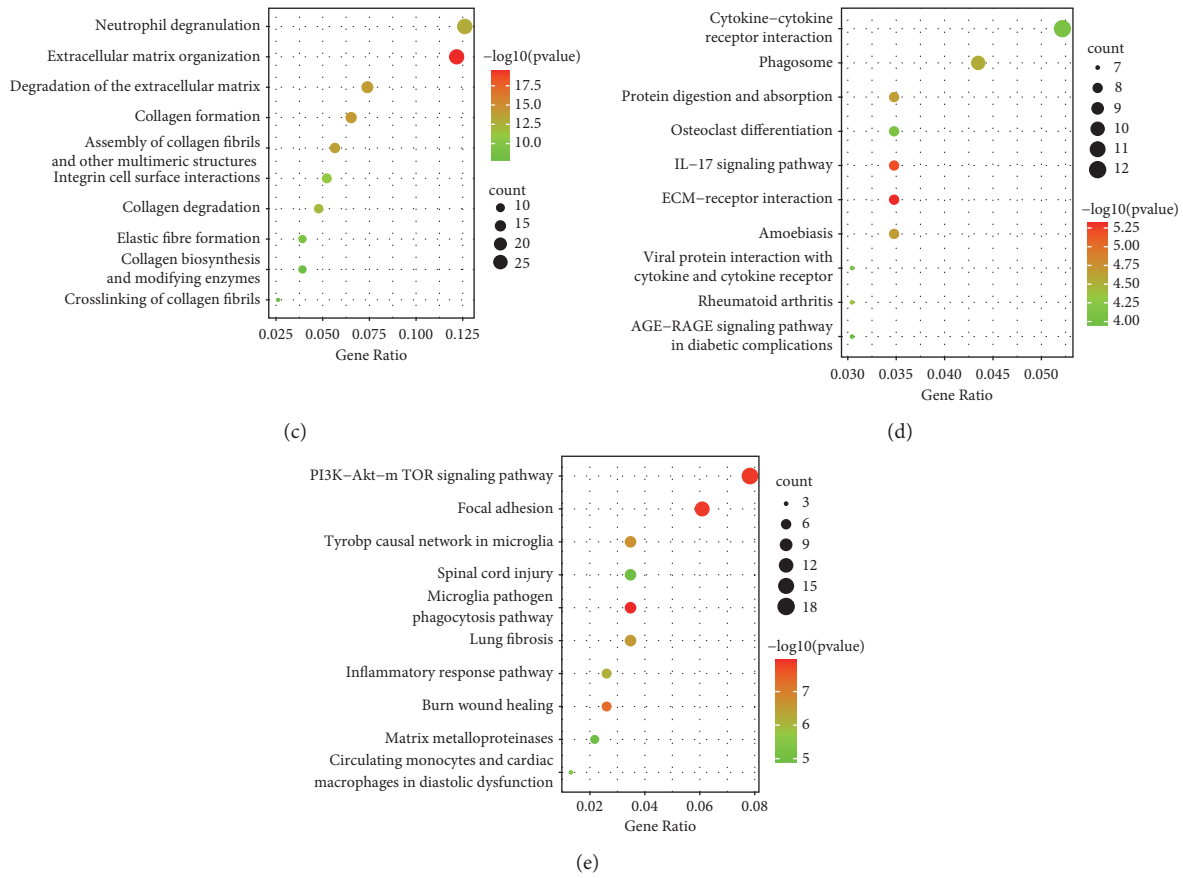 Neutrophil degranulation
Extracellular matrix organization
Degradation of the extracellular matrix
Collagen formation
Assembly of collagen fibrils
and other multimeric structures
Integrin cell surface interactions
Collagen degradation
Elastic fibre formation
Collagen biosynthesis
and modifying enzymes
Crosslinking of collagen fibrils
0.025 0.050 0.075 0.100 0.125
Gene Ratio
−log10(pvalue)
17.5
15.0
12.5
10.0
count
10
15
20
25
(c)
Cytokine−cytokine
receptor interaction
Phagosome
Protein digestion and absorption
Osteoclast differentiation
IL−17 signaling pathway
ECM−receptor interaction
Amoebiasis
Viral protein interaction with
cytokine and cytokine receptor
Rheumatoid arthritis
AGE−RAGE signaling pathway
in diabetic complications
0.030 0.035 0.040 0.045 0.050
Gene Ratio
count
7
8
9
10
11
12
−log10(pvalue)
5.25
5.00
4.75
4.50
4.25
4.00
(d)
PI3K−Akt−m TOR signaling pathway
Focal adhesion
Tyrobp causal network in microglia
Spinal cord injury
Microglia pathogen
phagocytosis pathway
Lung fibrosis
Inflammatory response pathway
Burn wound healing
Matrix metalloproteinases
Circulating monocytes and cardiac
macrophages in diastolic dysfunction
0.02 0.04 0.06 0.08
Gene Ratio
count
3
6
9
12
15
18
−log10(pvalue)
7
6
5
(e)